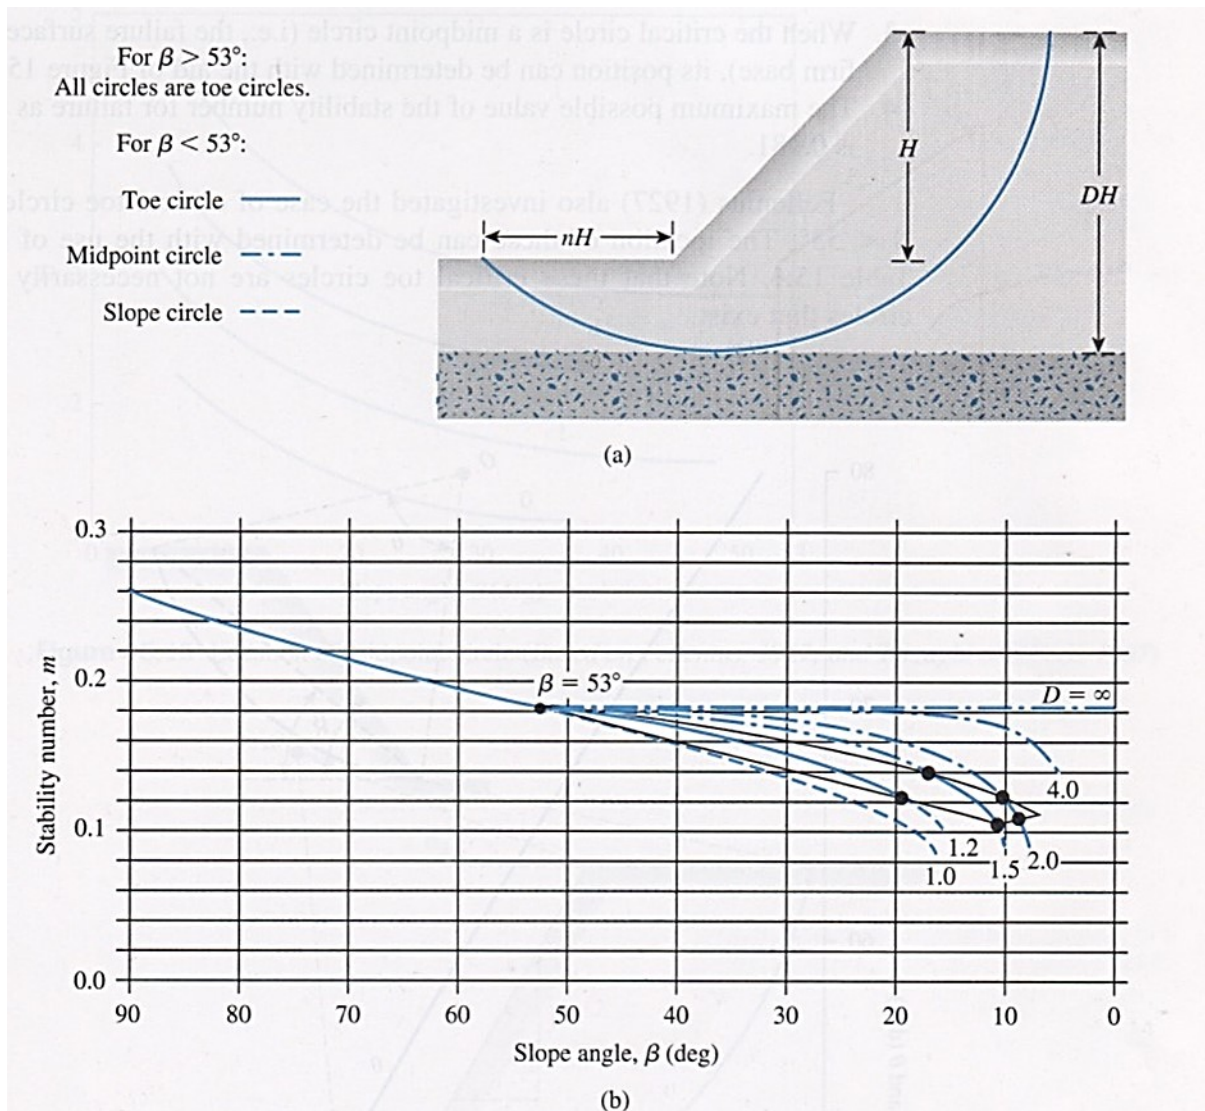 For β > 53°:
All circles are toe circles.
For β < 53°:
Toe circle
Midpoint circle
Slope circle
nH
H
DH
(a)
0.3
0.2
0.1
0.0
Stability number, m
β = 53°
D = ∞
4.0
2.0
1.5
1.2
1.0
90 80 70 60 50 40 30 20 10 0
Slope angle, β (deg)
(b)